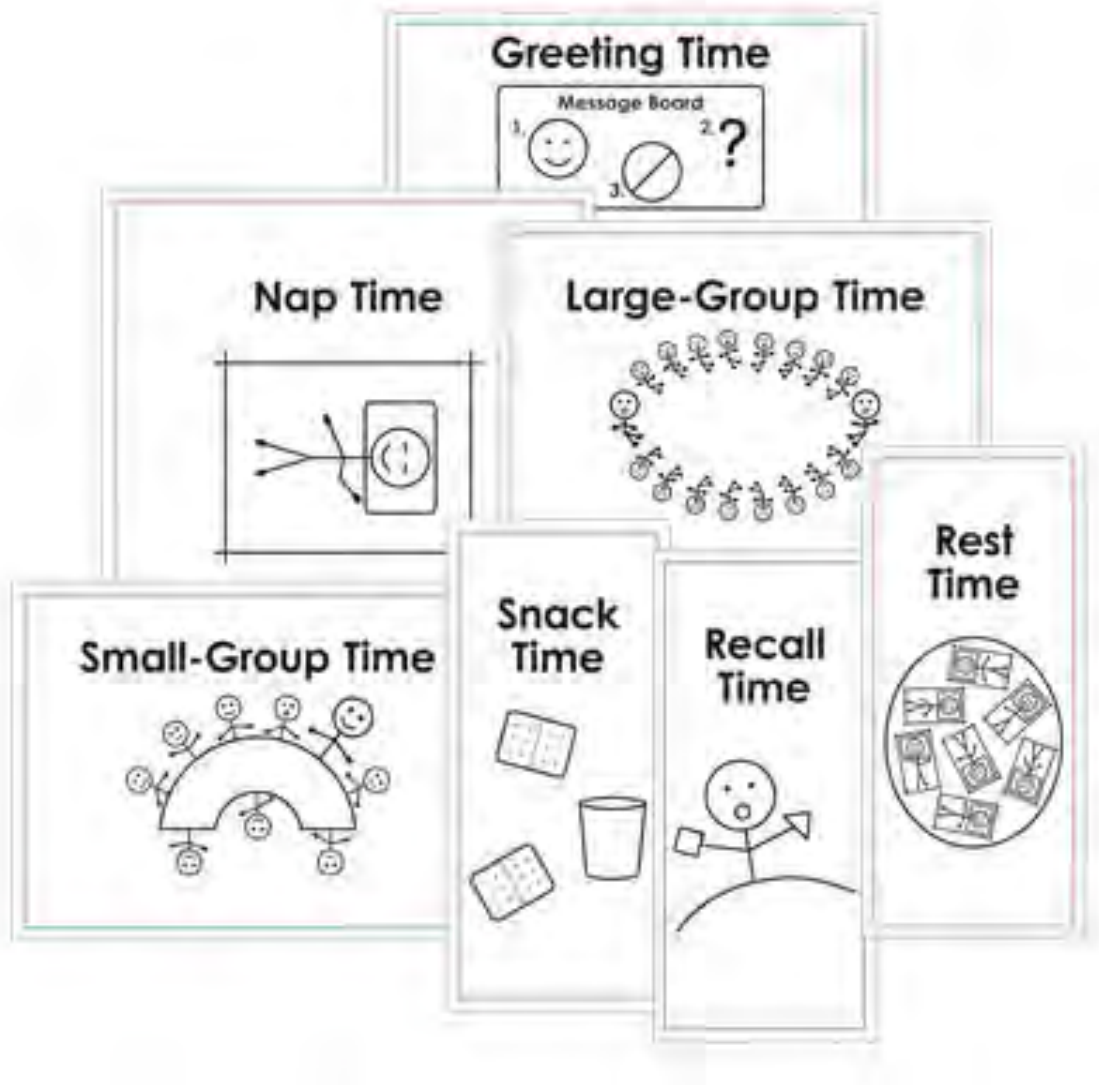 Greeting Time
Message Board
1.
2. ?
3.
Nap Time
Large-Group Time
Rest
Time
Small-Group Time
Snack
Time
Recall
Time